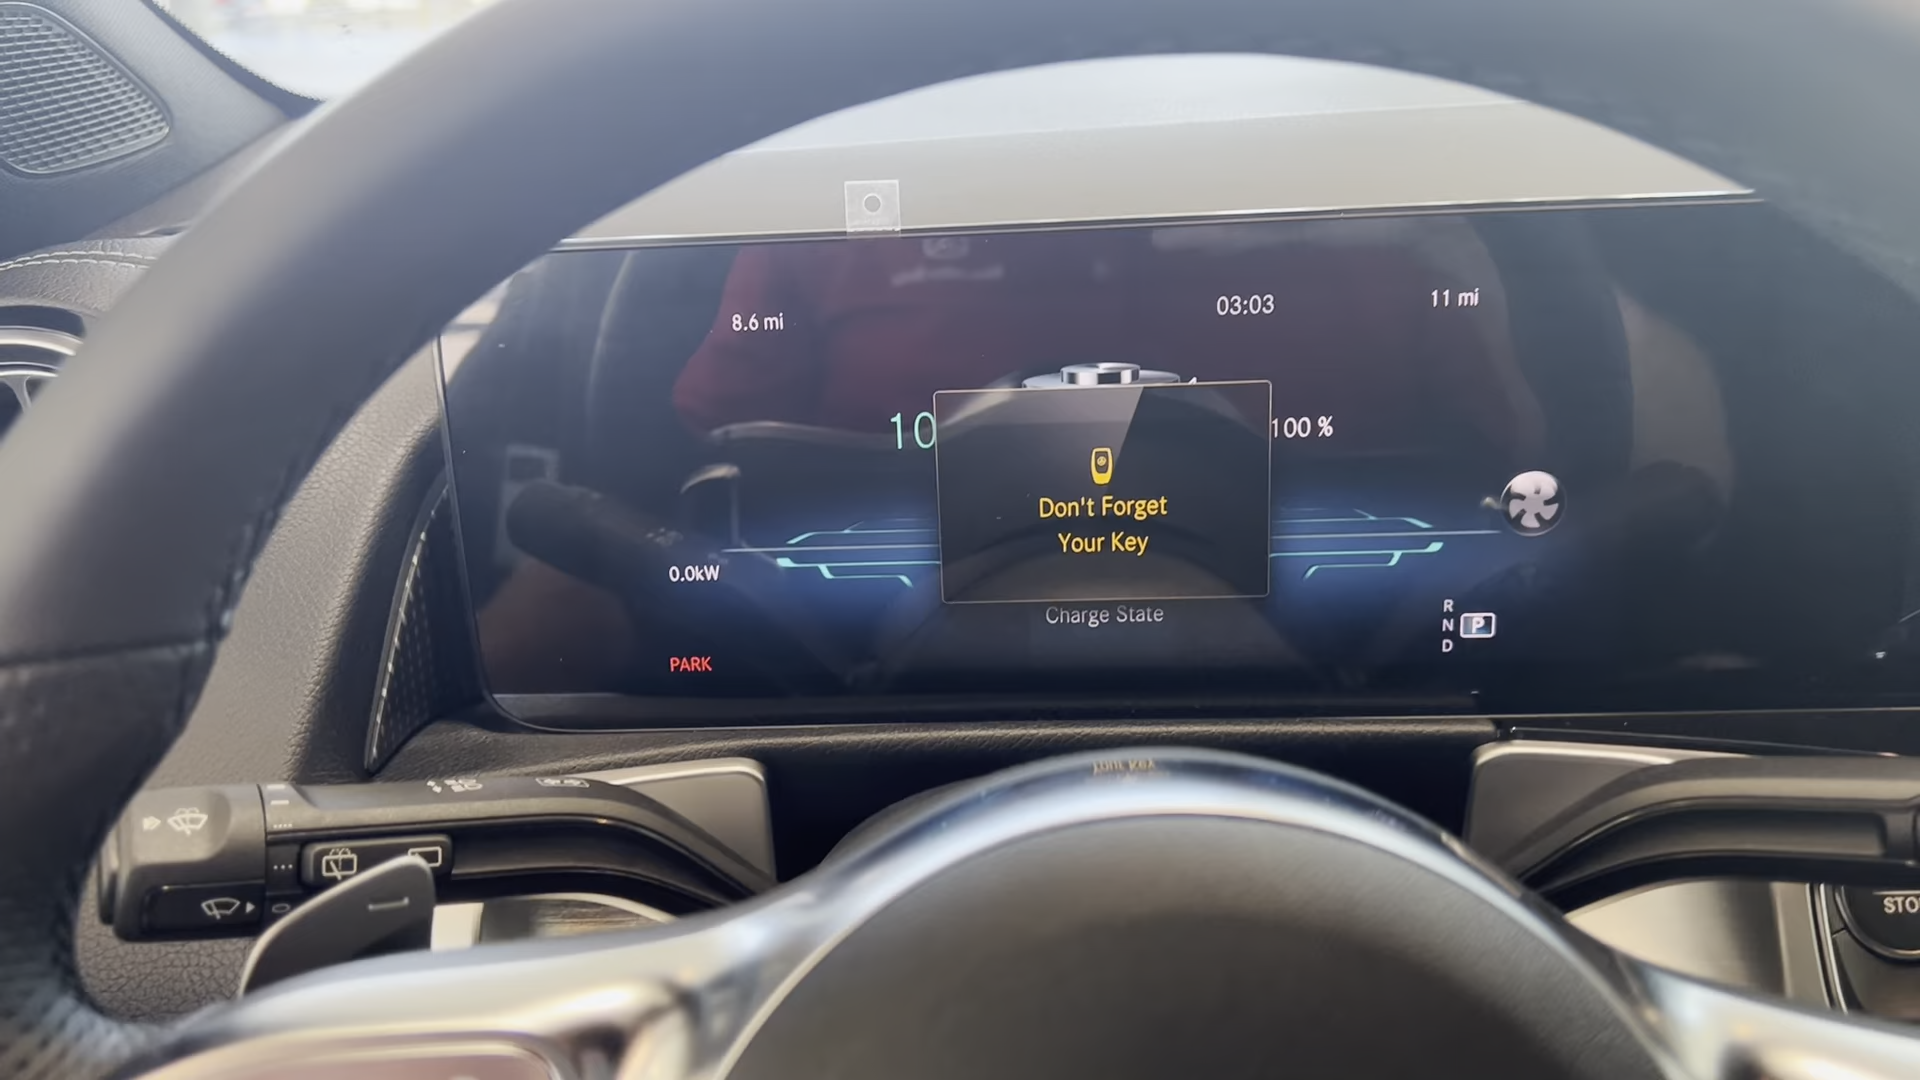 8.6 mi
03:03
11 mi
10
100 %
Don't Forget
Your Key
0.0kW
Charge State
R
N P
D
PARK
STO